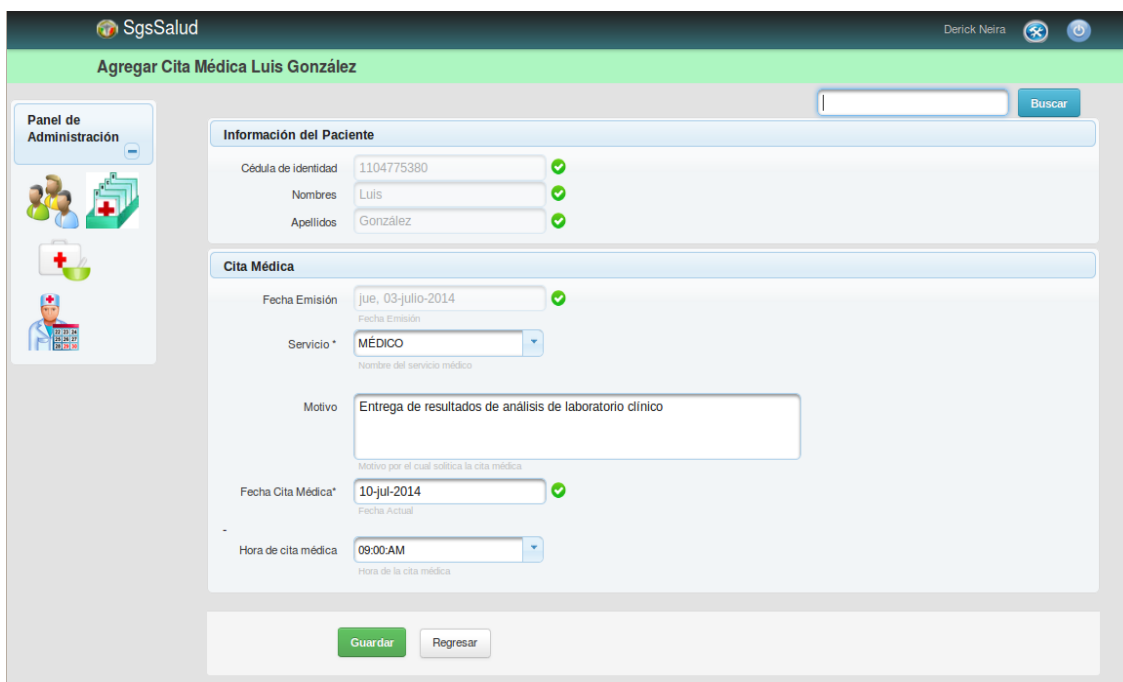 SgsSalud
Derick Neira
Agregar Cita Médica Luis González
Buscar
Panel de
Administración
Información del Paciente
Cédula de identidad 1104775380
Nombres Luis
Apellidos González
Cita Médica
Fecha Emisión jue, 03-julio-2014
Fecha Emisión
Servicio * MÉDICO
Nombre del servicio médico
Motivo Entrega de resultados de análisis de laboratorio clínico
Motivo por el cual solitica la cita médica
Fecha Cita Médica* 10-jul-2014
Fecha Actual
-
Hora de cita médica 09:00:AM
Hora de la cita médica
Guardar Regresar